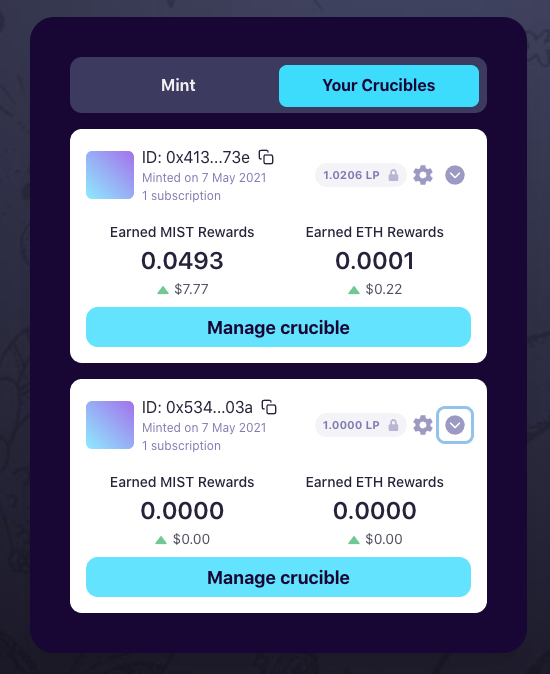 Mint
Your Crucibles
ID: 0x413...73e
Minted on 7 May 2021
1 subscription
1.0206 LP
Earned MIST Rewards
Earned ETH Rewards
0.0493
0.0001
$7.77
$0.22
Manage crucible
ID: 0x534...03a
Minted on 7 May 2021
1 subscription
1.0000 LP
Earned MIST Rewards
Earned ETH Rewards
0.0000
0.0000
$0.00
$0.00
Manage crucible